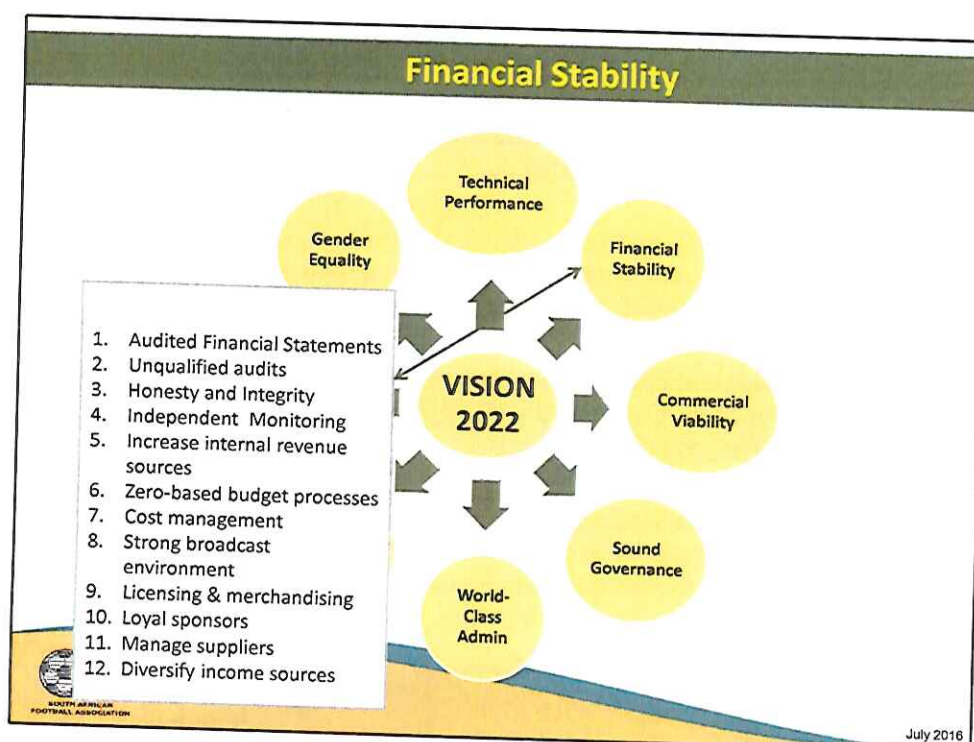 Financial Stability
Technical
Performance
Gender
Equality
Financial
Stability
1. Audited Financial Statements
2. Unqualified audits
3. Honesty and Integrity
4. Independent Monitoring
5. Increase internal revenue
sources
6. Zero-based budget processes
7. Cost management
8. Strong broadcast
environment
9. Licensing & merchandising
10. Loyal sponsors
11. Manage suppliers
12. Diversify income sources
VISION
2022
Commercial
Viability
Sound
Governance
World-
Class
Admin
SOUTH AFRICAN
FOOTBALL ASSOCIATION
July 2016